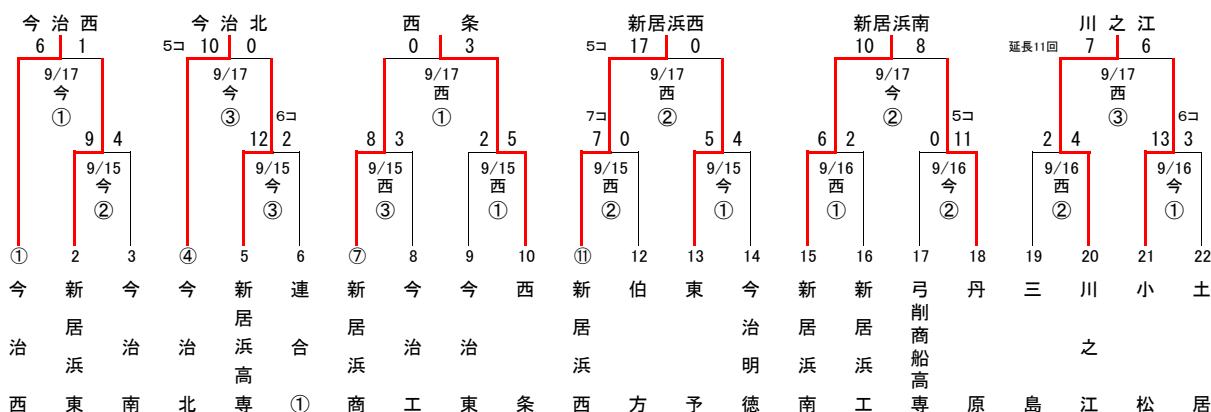 今治西 今治北 西条 新居浜西 新居浜南 川之江
6 1 5コ 10 0 0 3 5コ 17 0 10 8 延長11回 7 6
9/17 9/17 9/17 9/17 9/17 9/17
今 今 西 西 今 西
① ③ ① ② ② ③
6コ 7コ 5コ 6コ
9 4 12 2 8 3 2 5 7 0 5 4 6 2 0 11 2 4 13 3
9/15 9/15 9/15 9/15 9/15 9/15 9/16 9/16 9/16 9/16
今 今 西 西 西 今 西 今 西 今
② ③ ③ ① ② ① ① ② ② ①
① 2 3 ④ 5 6 ⑦ 8 9 10 ⑪ 12 13 14 15 16 17 18 19 20 21 22
今治西
新居浜東
今治南
今治北
新居浜高専
連合①
新居浜商
今治工
今治東
西条
新居浜西
伯方
東予
今治明徳
新居浜南
新居浜工
弓削商船高専
丹原
三島
川之江
小松
土居